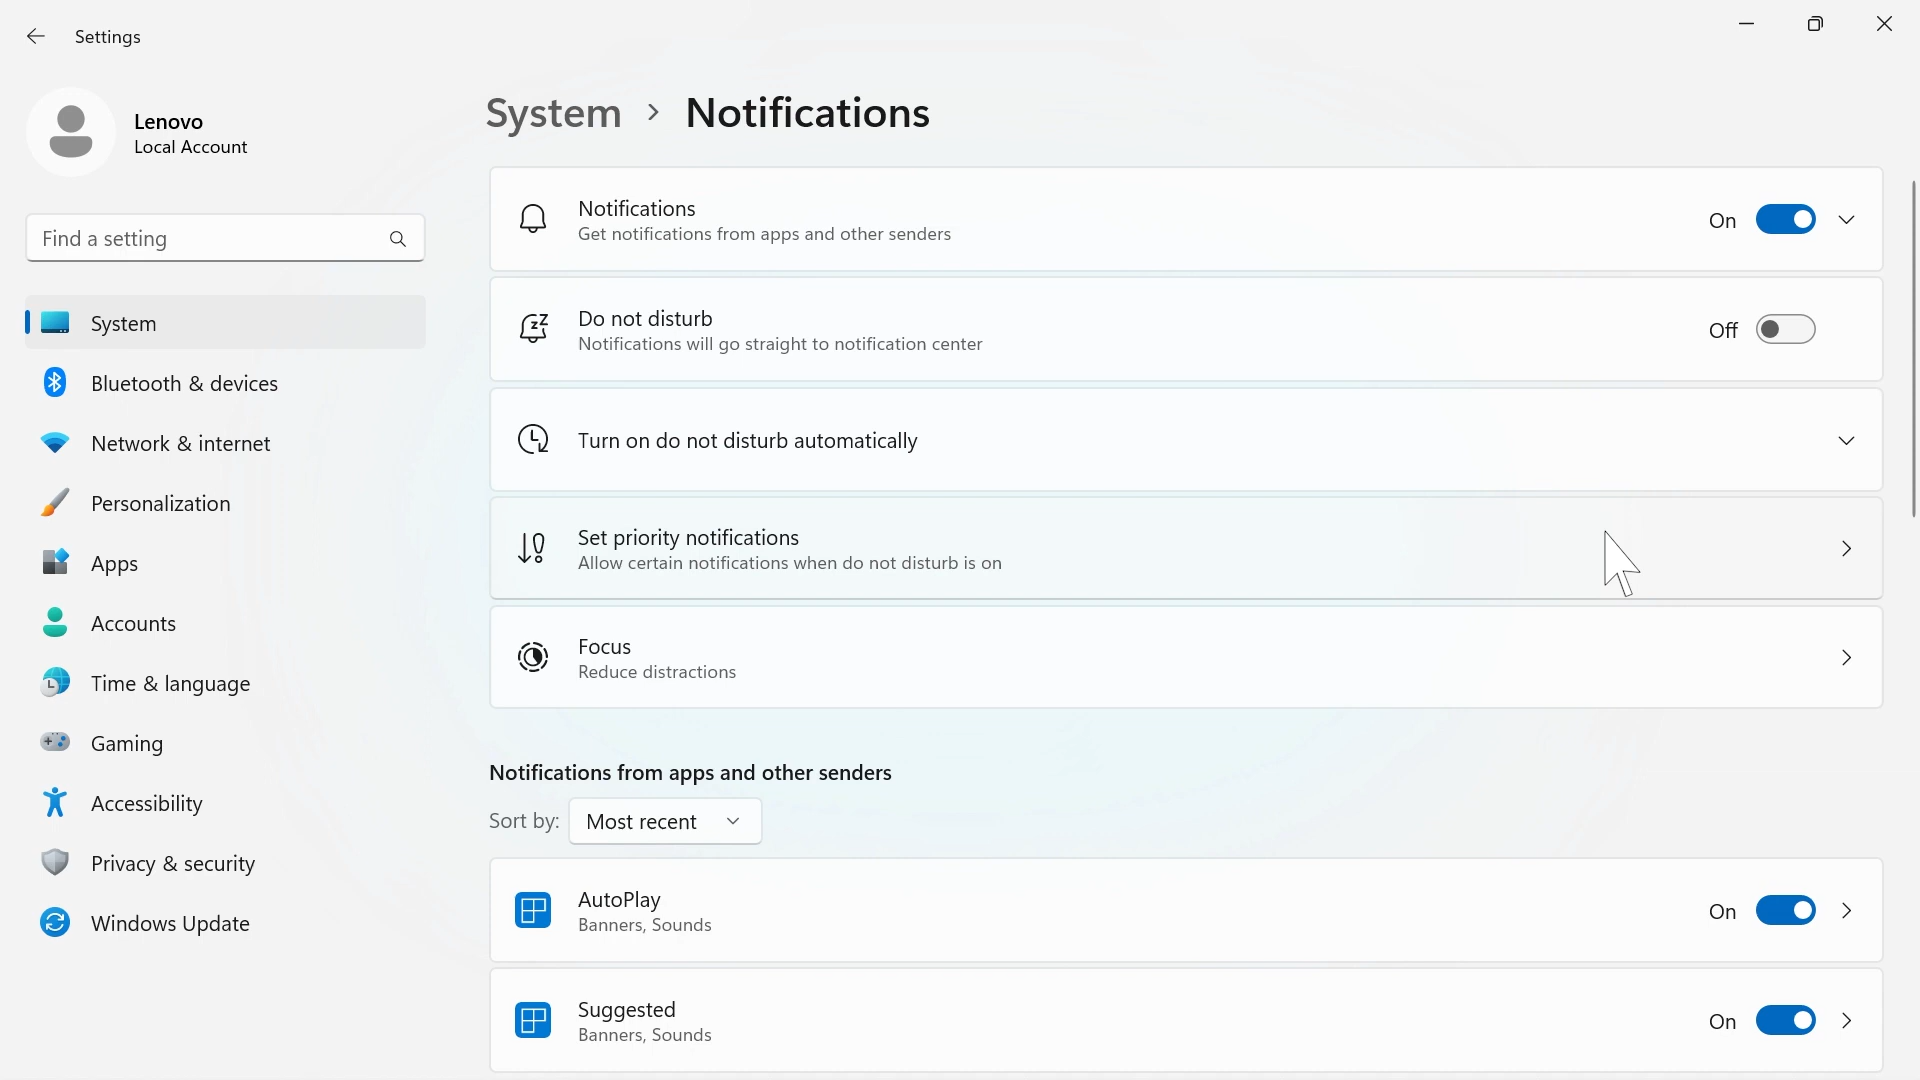 Settings
Lenovo
Local Account
Find a setting
System
Bluetooth & devices
Network & internet
Personalization
Apps
Accounts
Time & language
Gaming
Accessibility
Privacy & security
Windows Update
System > Notifications
Notifications
Get notifications from apps and other senders
On
Do not disturb
Notifications will go straight to notification center
Off
Turn on do not disturb automatically
Set priority notifications
Allow certain notifications when do not disturb is on
Focus
Reduce distractions
Notifications from apps and other senders
Sort by: Most recent
AutoPlay
Banners, Sounds
On
Suggested
Banners, Sounds
On